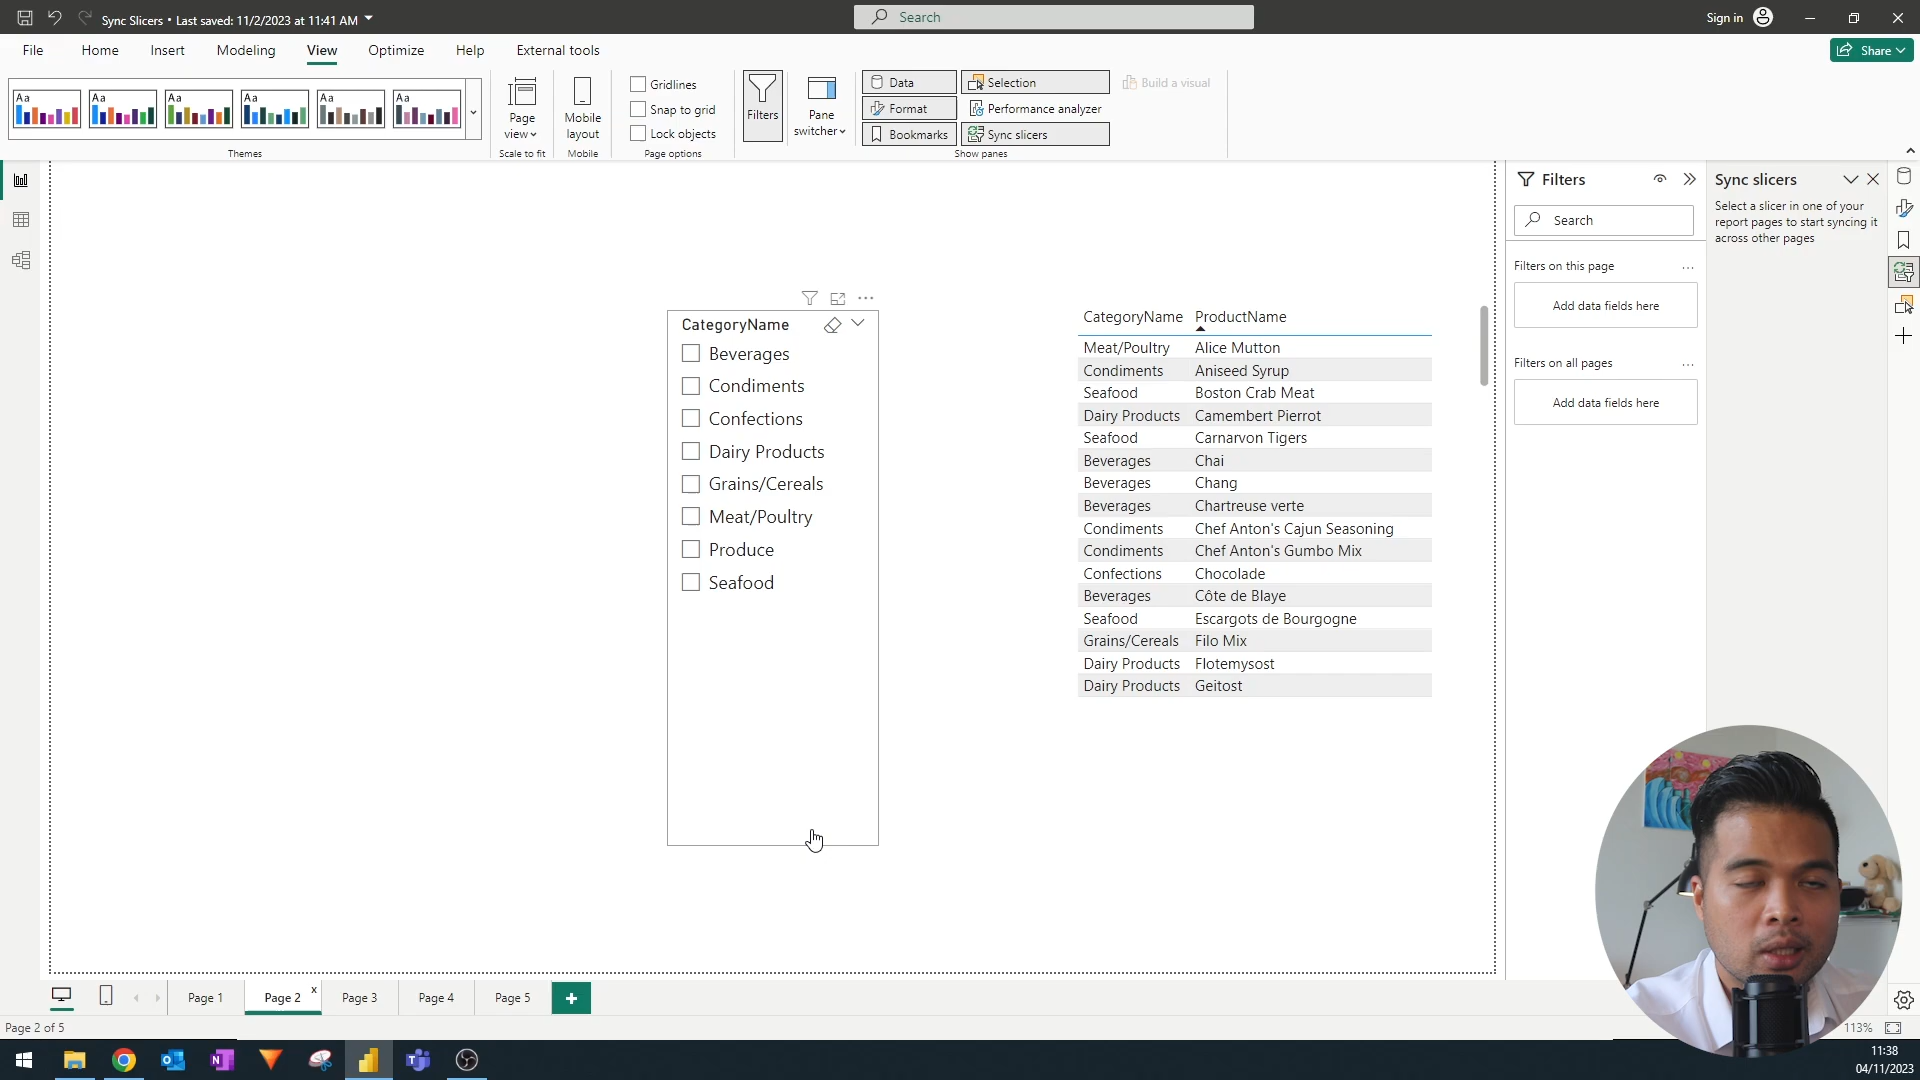 Sync Slicers • Last saved: 11/2/2023 at 11:41 AM
Search
Sign in
File
Home
Insert
Modeling
View
Optimize
Help
External tools
Share
Aa
Aa
Aa
Aa
Aa
Aa
Themes
Page view
Scale to fit
Mobile layout
Mobile
Gridlines
Snap to grid
Lock objects
Page options
Filters
Pane switcher
Data
Format
Bookmarks
Selection
Performance analyzer
Sync slicers
Show panes
Build a visual
CategoryName
Beverages
Condiments
Confections
Dairy Products
Grains/Cereals
Meat/Poultry
Produce
Seafood
CategoryName ProductName
Meat/Poultry Alice Mutton
Condiments Aniseed Syrup
Seafood Boston Crab Meat
Dairy Products Camembert Pierrot
Seafood Carnarvon Tigers
Beverages Chai
Beverages Chang
Beverages Chartreuse verte
Condiments Chef Anton's Cajun Seasoning
Condiments Chef Anton's Gumbo Mix
Confections Chocolade
Beverages Côte de Blaye
Seafood Escargots de Bourgogne
Grains/Cereals Filo Mix
Dairy Products Flotemysost
Dairy Products Geitost
Filters
Search
Filters on this page
...
Add data fields here
Filters on all pages
...
Add data fields here
Sync slicers
Select a slicer in one of your
report pages to start syncing it
across other pages
Page 1
Page 2
x
Page 3
Page 4
Page 5
Page 2 of 5
113%
11:38
04/11/2023